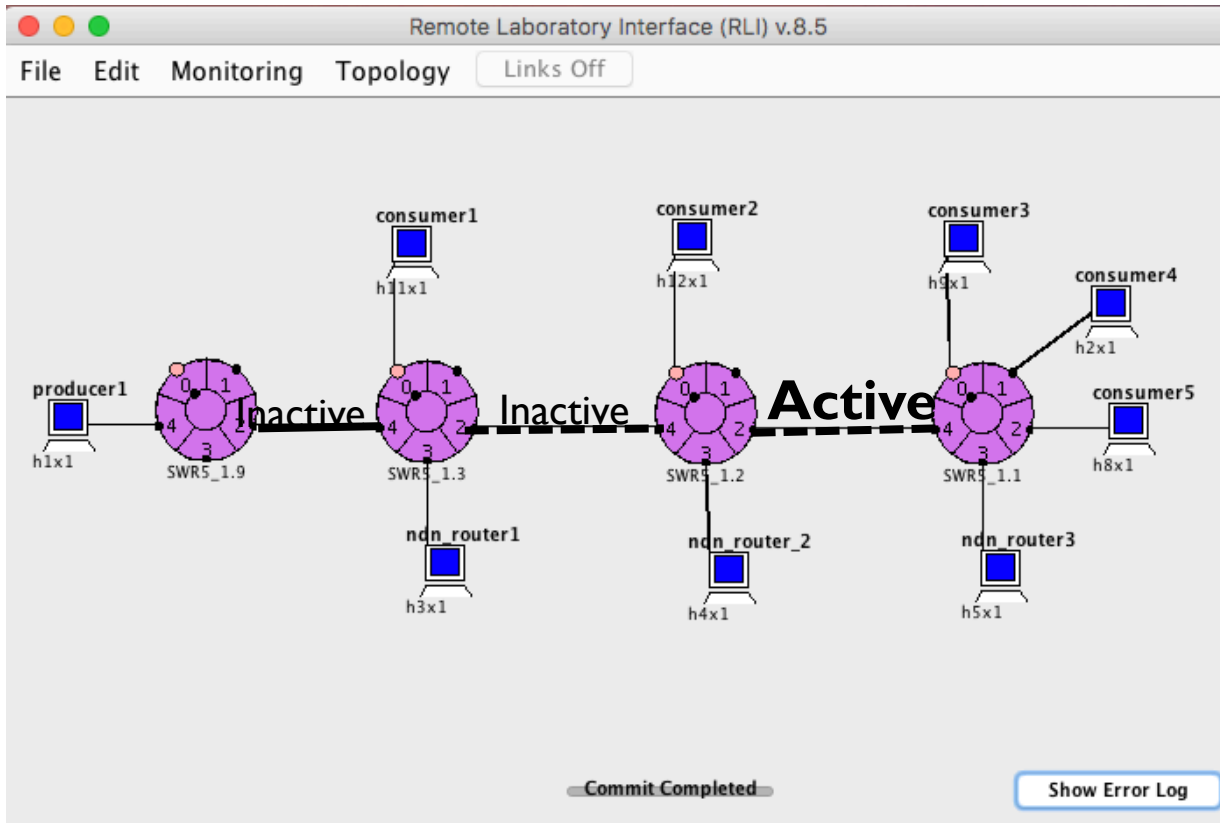 Remote Laboratory Interface (RLI) v.8.5
File Edit Monitoring Topology Links Off
consumer1
h11x1
consumer2
h12x1
consumer3
h9x1
consumer4
h2x1
consumer5
h8x1
producer1
h1x1
0 1 2 3 4
SWR5_1.9
Inactive
0 1 2 3 4
SWR5_1.3
Inactive
0 1 2 3 4
SWR5_1.2
Active
0 1 2 3 4
SWR5_1.1
ndn_router1
h3x1
ndn_router_2
h4x1
ndn_router3
h5x1
Commit Completed
Show Error Log